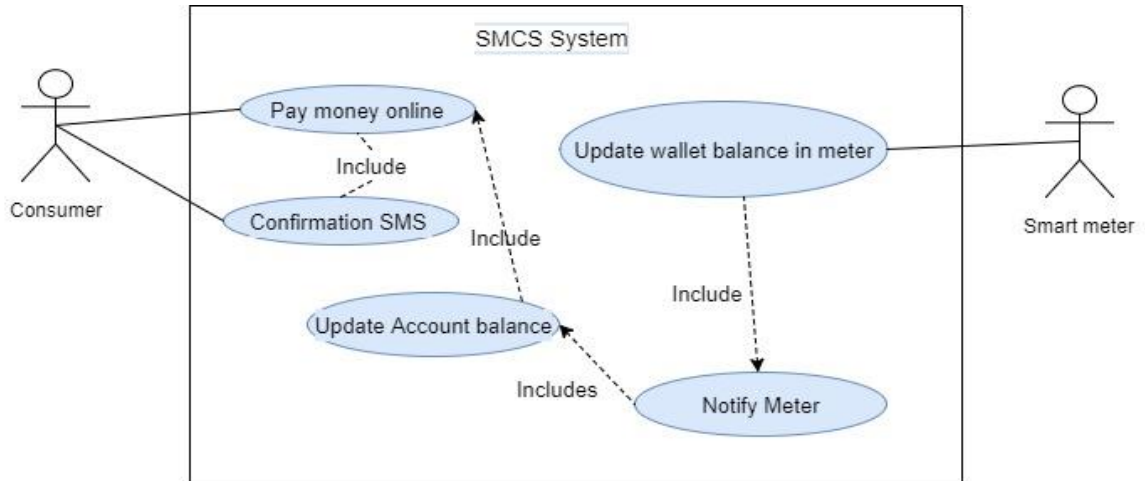 SMCS System
Pay money online
Include
Update wallet balance in meter
Consumer
Confirmation SMS
Include
Smart meter
Include
Update Account balance
Includes
Notify Meter